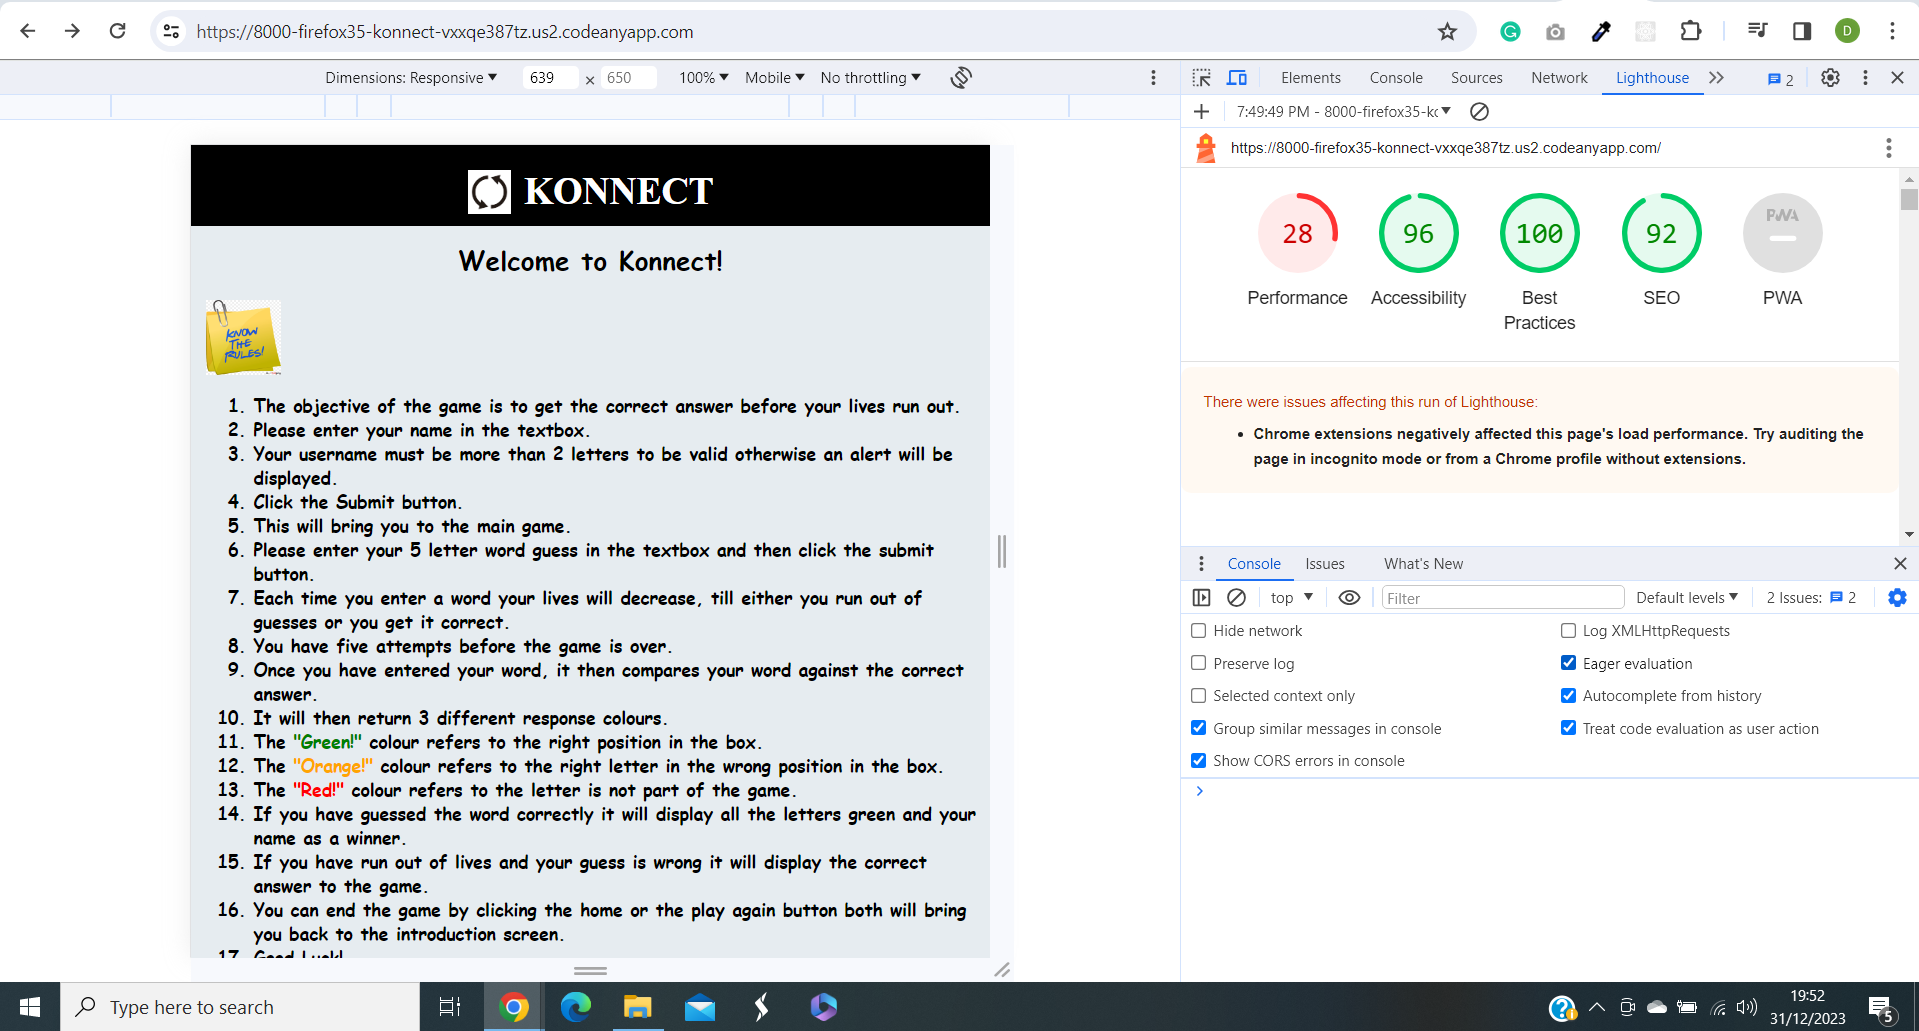 https://8000-firefox35-konnect-vxxqe387tz.us2.codeanyapp.com
D
Dimensions: Responsive 639 × 650 100% Mobile No throttling
Elements Console Sources Network Lighthouse 2
7:49:49 PM - 8000-firefox35-kc
https://8000-firefox35-konnect-vxxqe387tz.us2.codeanyapp.com/
KONNECT
Welcome to Konnect!
KNOW
THE
RULES!
1. The objective of the game is to get the correct answer before your lives run out.
2. Please enter your name in the textbox.
3. Your username must be more than 2 letters to be valid otherwise an alert will be
displayed.
4. Click the Submit button.
5. This will bring you to the main game.
6. Please enter your 5 letter word guess in the textbox and then click the submit
button.
7. Each time you enter a word your lives will decrease, till either you run out of
guesses or you get it correct.
8. You have five attempts before the game is over.
9. Once you have entered your word, it then compares your word against the correct
answer.
10. It will then return 3 different response colours.
11. The "Green!" colour refers to the right position in the box.
12. The "Orange!" colour refers to the right letter in the wrong position in the box.
13. The "Red!" colour refers to the letter is not part of the game.
14. If you have guessed the word correctly it will display all the letters green and your
name as a winner.
15. If you have run out of lives and your guess is wrong it will display the correct
answer to the game.
16. You can end the game by clicking the home or the play again button both will bring
you back to the introduction screen.
17. Good Luck!
28 96 100 92 PWA
Performance Accessibility Best SEO PWA
Practices
There were issues affecting this run of Lighthouse:
• Chrome extensions negatively affected this page's load performance. Try auditing the
page in incognito mode or from a Chrome profile without extensions.
Console Issues What's New
top Filter Default levels 2 Issues: 2
Hide network Log XMLHttpRequests
Preserve log Eager evaluation
Selected context only Autocomplete from history
Group similar messages in console Treat code evaluation as user action
Show CORS errors in console
Type here to search
19:52
31/12/2023
5